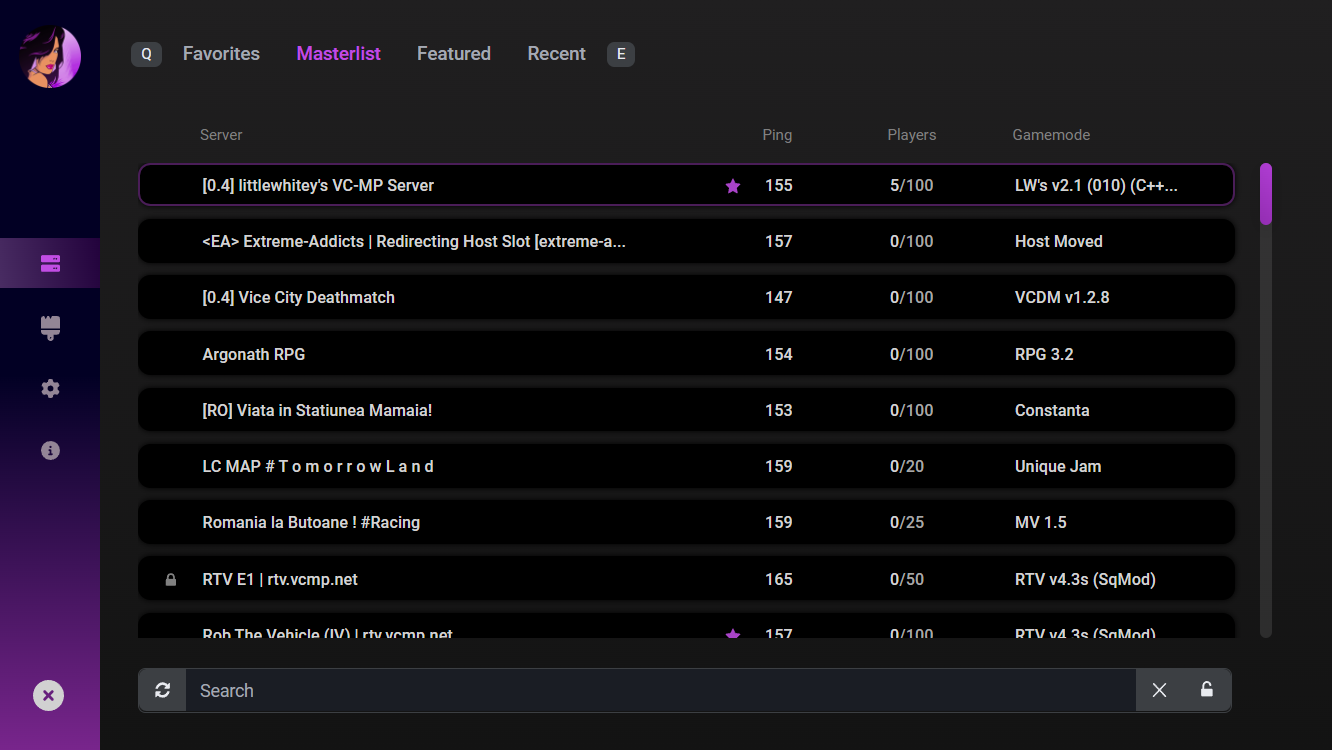 Q Favorites Masterlist Featured Recent E
Server Ping Players Gamemode
[0.4] littlewhitey's VC-MP Server 155 5/100 LW's v2.1 (010) (C++...
<EA> Extreme-Addicts | Redirecting Host Slot [extreme-a... 157 0/100 Host Moved
[0.4] Vice City Deathmatch 147 0/100 VCDM v1.2.8
Argonath RPG 154 0/100 RPG 3.2
[RO] Viata in Statiunea Mamaia! 153 0/100 Constanta
LC MAP # T o m o r r o w L a n d 159 0/20 Unique Jam
Romania la Butoane ! #Racing 159 0/25 MV 1.5
RTV E1 | rtv.vcmp.net 165 0/50 RTV v4.3s (SqMod)
Rob The Vehicle (IV) | rtv.vcmp.net 157 0/100 RTV v4.3s (SqMod)
Search